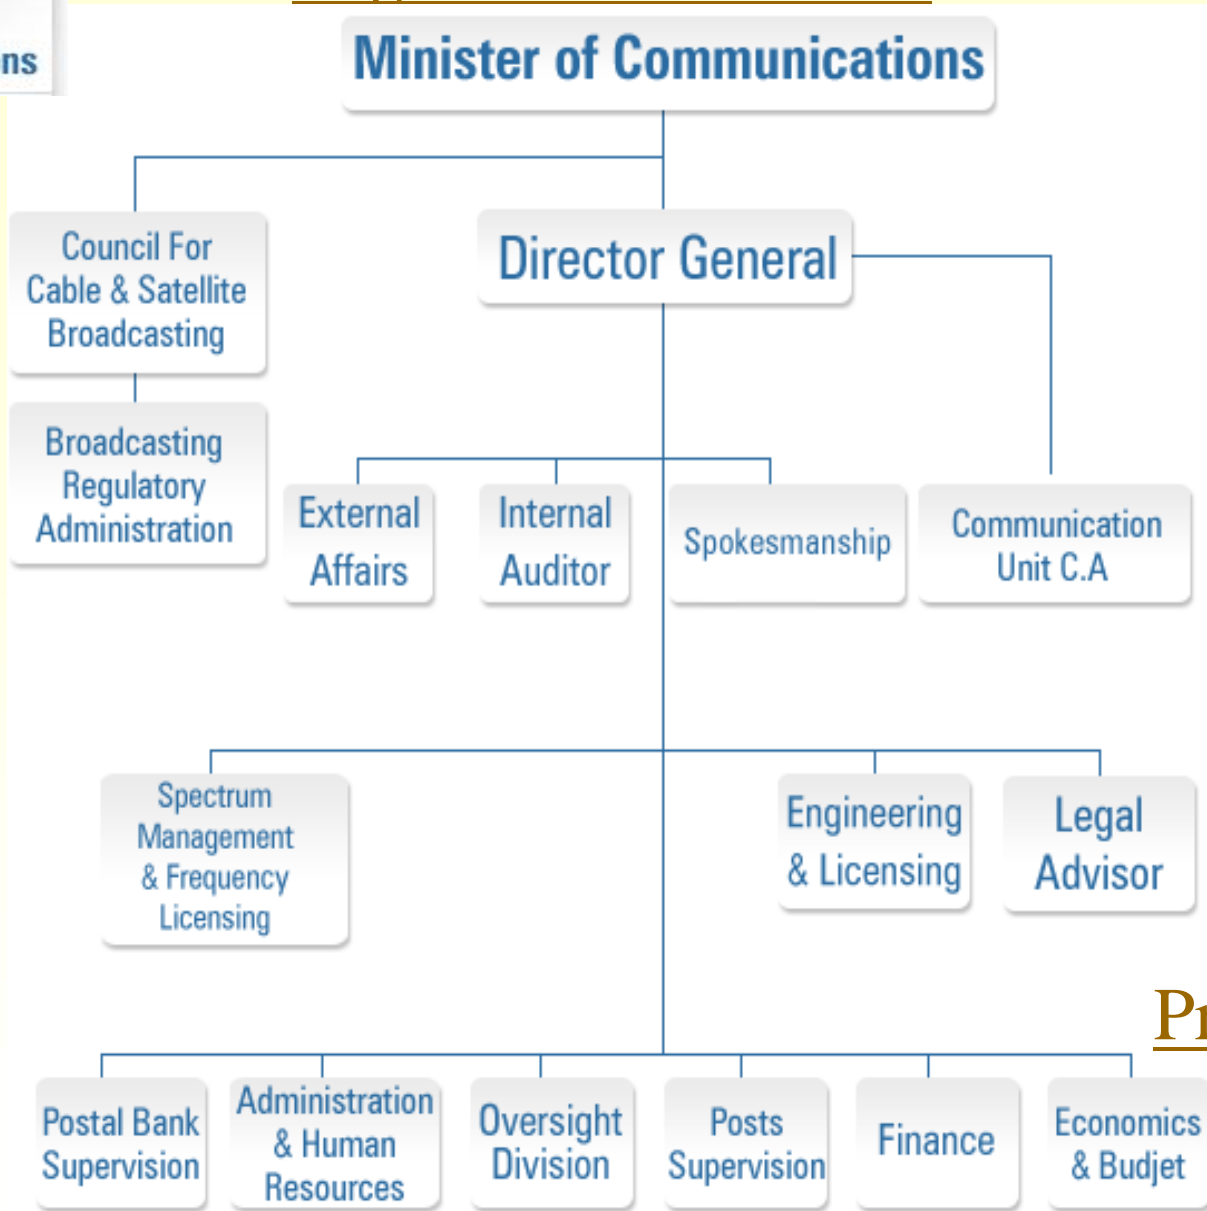 ns
Minister of Communications
Council For
Cable & Satellite
Broadcasting
Director General
Broadcasting
Regulatory
Administration
External
Affairs
Internal
Auditor
Spokesmanship
Communication
Unit C.A
Spectrum
Management
& Frequency
Licensing
Engineering
& Licensing
Legal
Advisor
Pr
Postal Bank
Supervision
Administration
& Human
Resources
Oversight
Division
Posts
Supervision
Finance
Economics
& Budjet